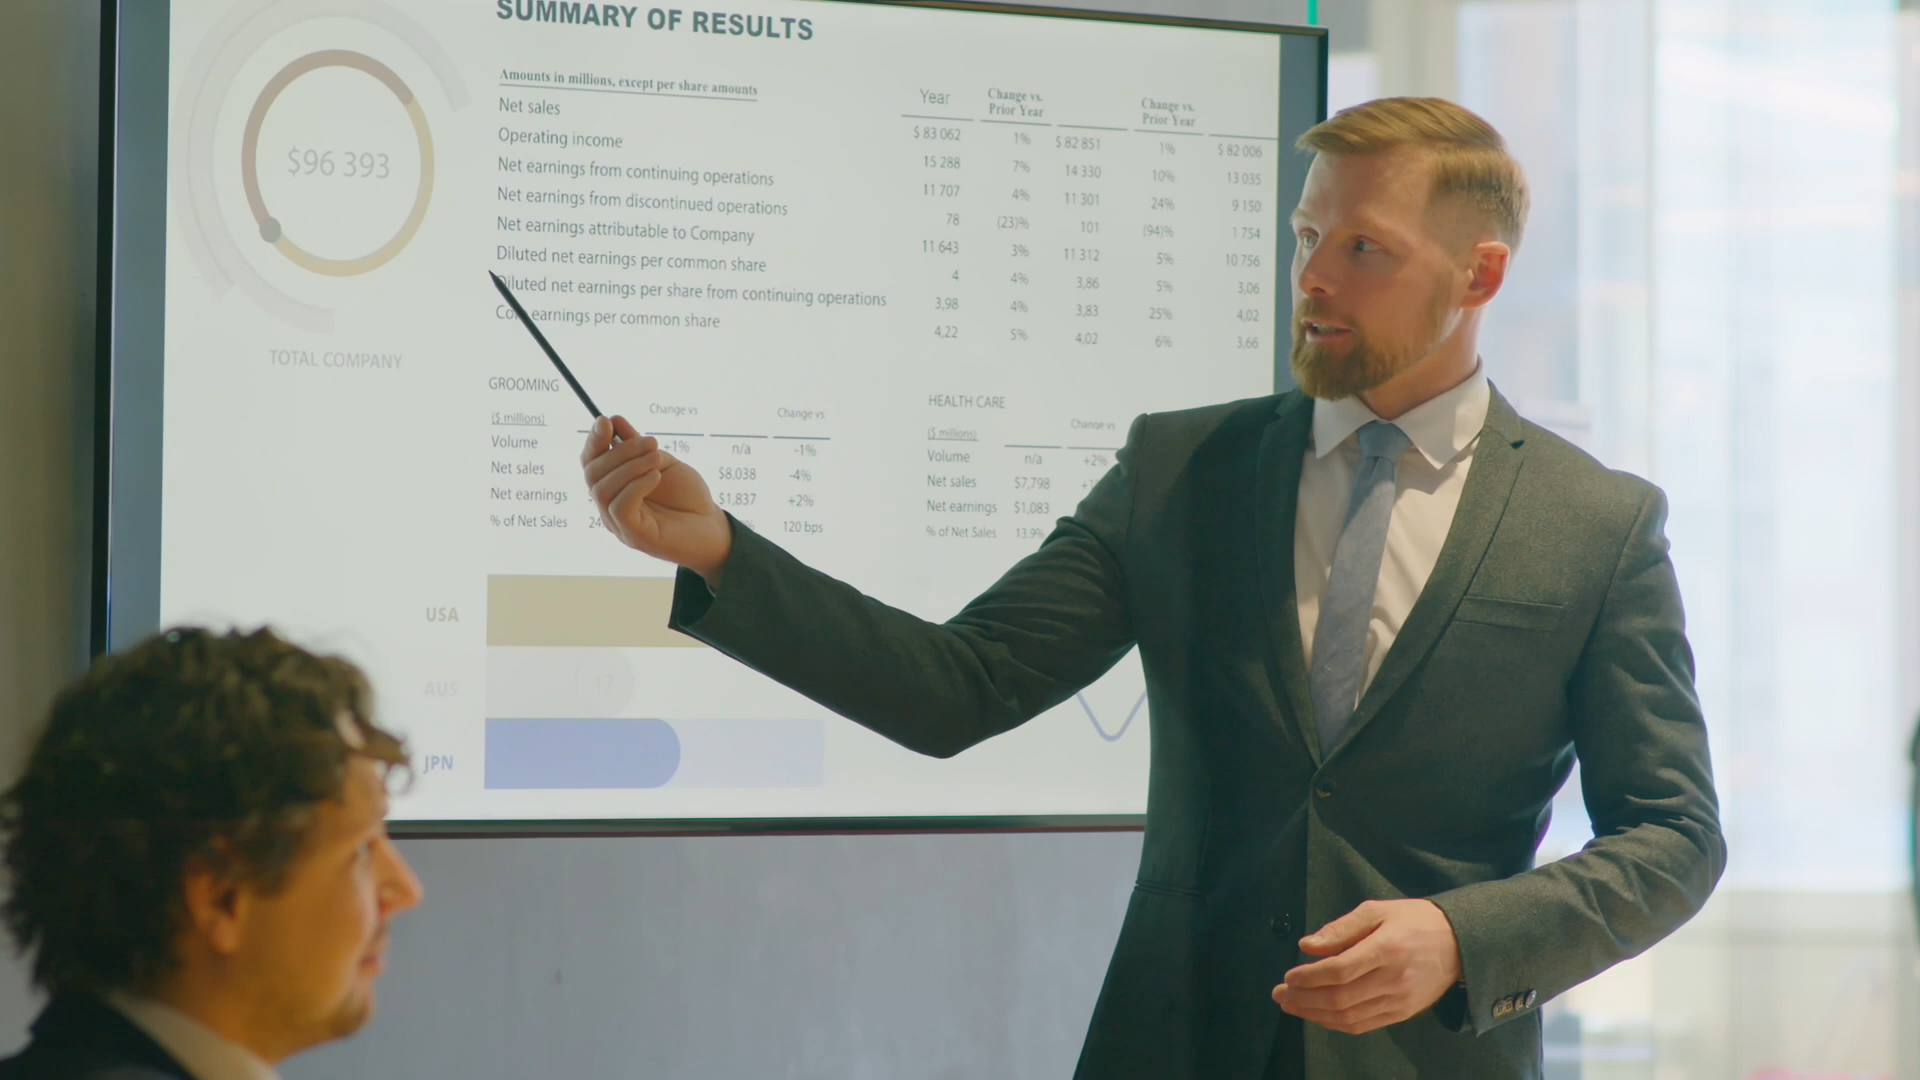 SUMMARY OF RESULTS
Amounts in millions, except per share amounts
Year Change vs. Prior Year Change vs. Prior Year
Net sales $ 83 062 1% $ 82 851 1% $ 82 006
Operating income 15 288 7% 14 330 10% 13 035
Net earnings from continuing operations 11 707 4% 11 301 24% 9 150
Net earnings from discontinued operations 78 (23)% 101 (94)% 1 754
Net earnings attributable to Company 11 643 3% 11 312 5% 10 756
Diluted net earnings per common share 4 4% 3,86 5% 3,06
Diluted net earnings per share from continuing operations 3,98 4% 3,83 25% 4,02
earnings per common share 4,22 5% 4,02 6% 3,66
$96 393
TOTAL COMPANY
GROOMING
($ millions) Change vs Change vs
Volume +1% n/a -1%
Net sales $8,038 -4%
Net earnings $1,837 +2%
% of Net Sales 120 bps
HEALTH CARE
($ millions) Change vs
Volume n/a +2%
Net sales $7,798
Net earnings $1,083
% of Net Sales 13.9%
USA
AUS 17
JPN